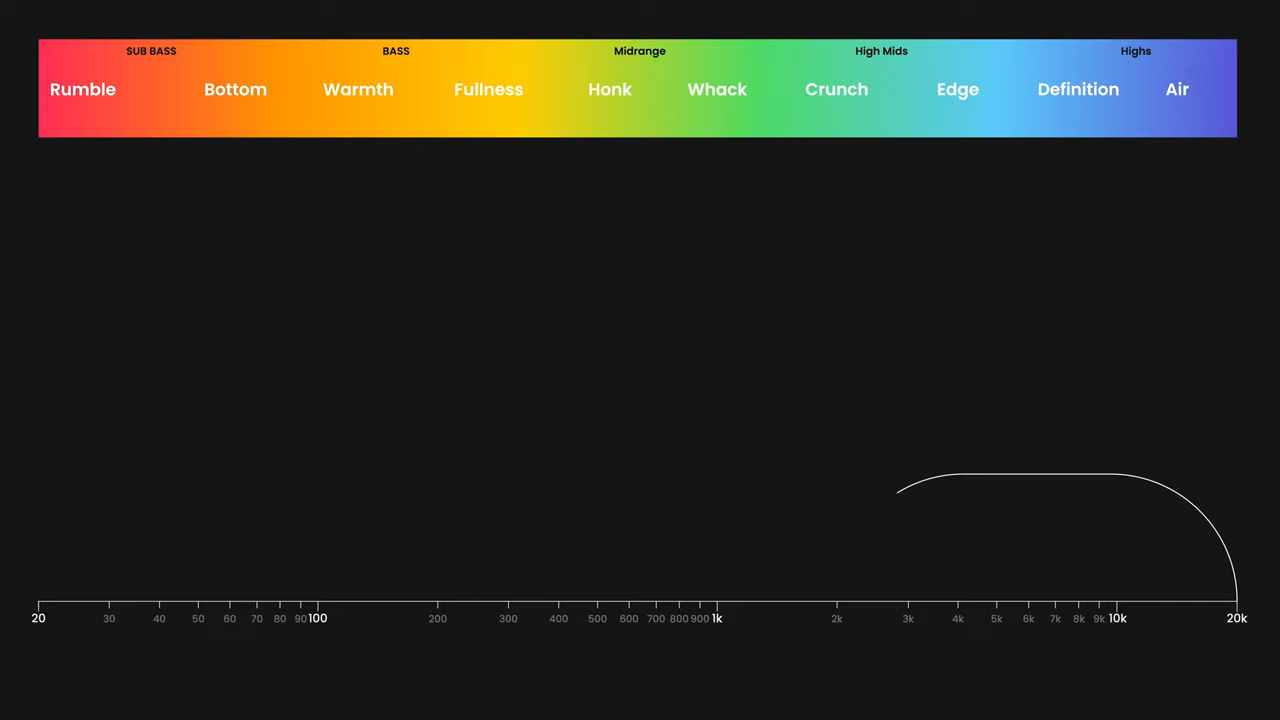 SUB BASS BASS Midrange High Mids Highs
Rumble Bottom Warmth Fullness Honk Whack Crunch Edge Definition Air
20 30 40 50 60 70 80 90 100 200 300 400 500 600 700 800 900 1k 2k 3k 4k 5k 6k 7k 8k 9k 10k 20k